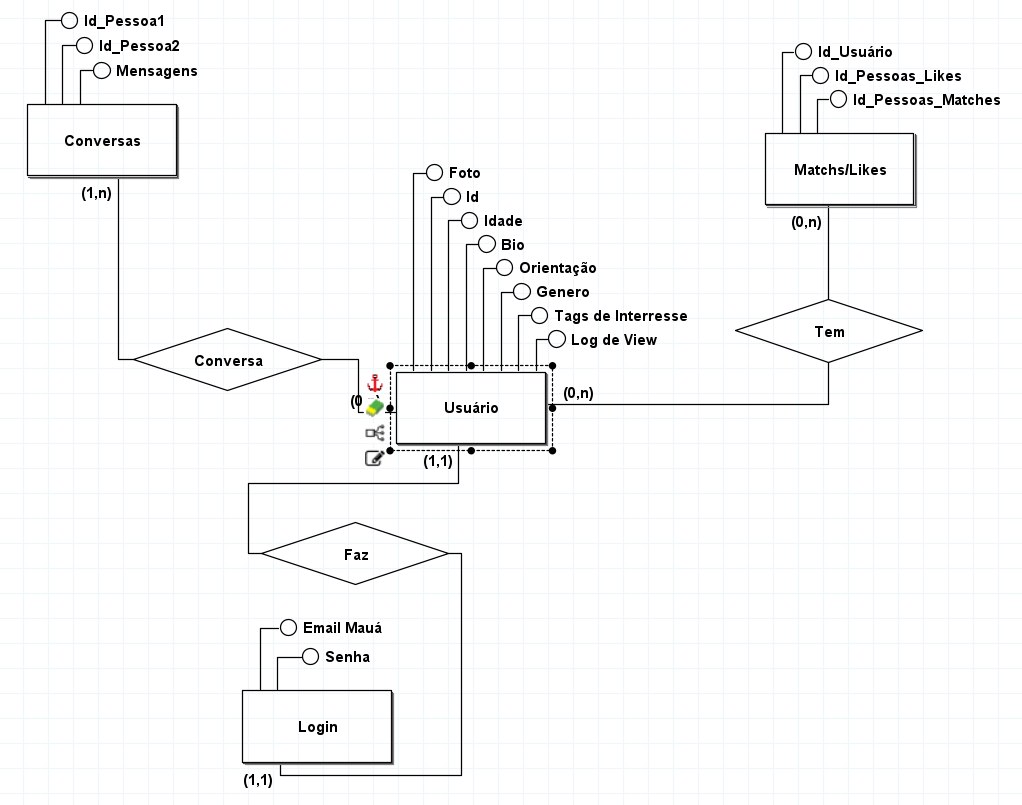 Id_Pessoa1
Id_Pessoa2
Mensagens
Conversas
(1,n)
Id_Usuário
Id_Pessoas_Likes
Id_Pessoas_Matches
Matchs/Likes
(0,n)
Foto
Id
Idade
Bio
Orientação
Genero
Tags de Interresse
Log de View
Conversa
Tem
(0
Usuário
(0,n)
(1,1)
Faz
Email Mauá
Senha
Login
(1,1)